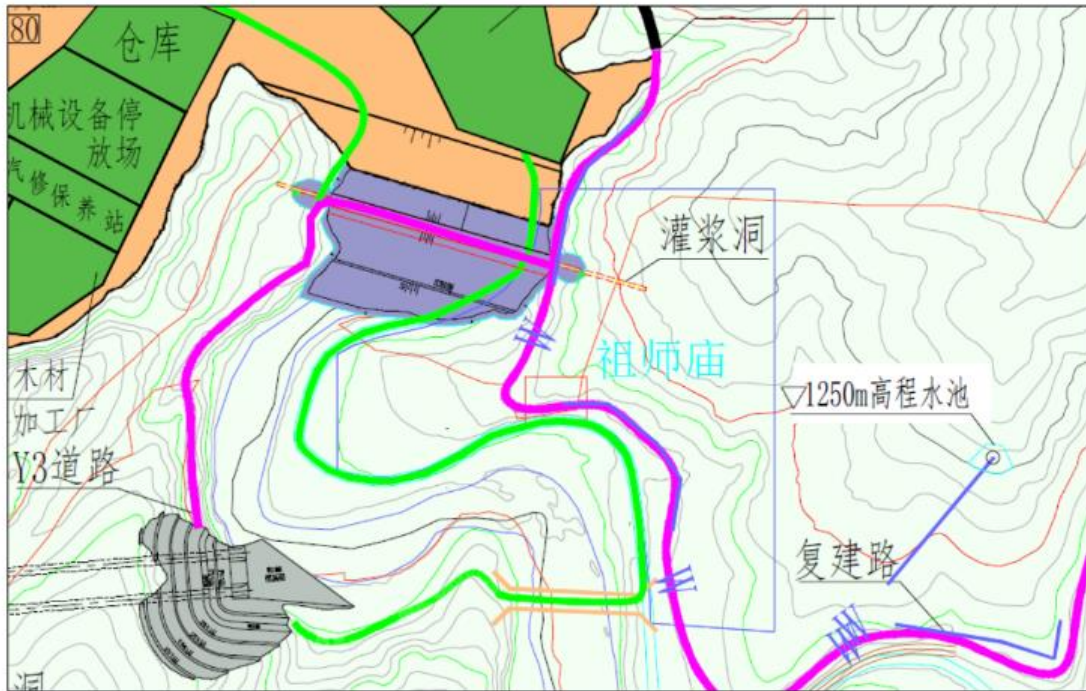 80
仓库
机械设备停
放场
汽修保养站
灌浆洞
祖师庙
木材
加工厂
1250m高程水池
Y3道路
复建路
W
W
W
W
洞